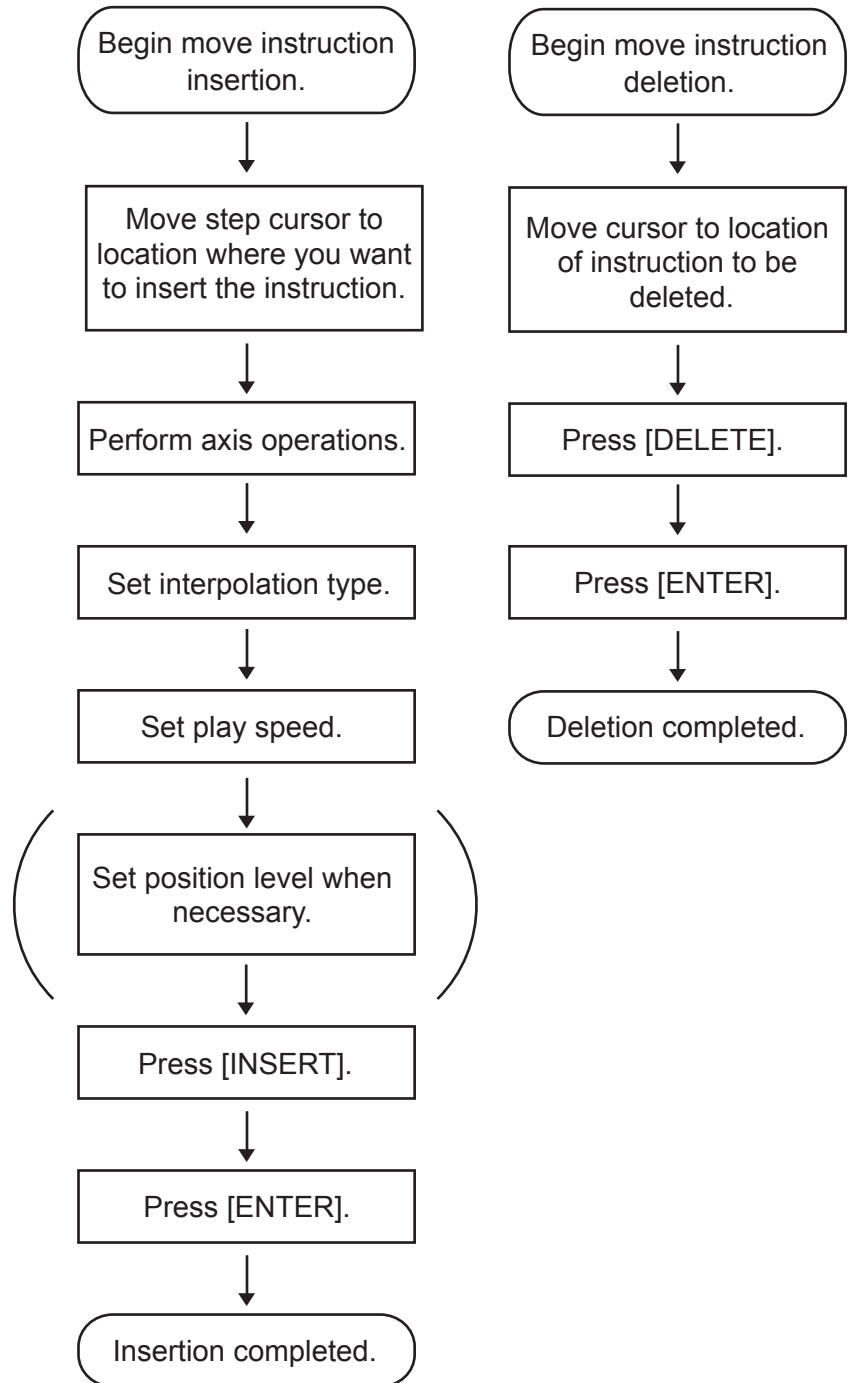 Begin move instruction
insertion.
Move step cursor to
location where you want
to insert the instruction.
Perform axis operations.
Set interpolation type.
Set play speed.
Set position level when
necessary.
Press [INSERT].
Press [ENTER].
Insertion completed.
Begin move instruction
deletion.
Move cursor to location
of instruction to be
deleted.
Press [DELETE].
Press [ENTER].
Deletion completed.